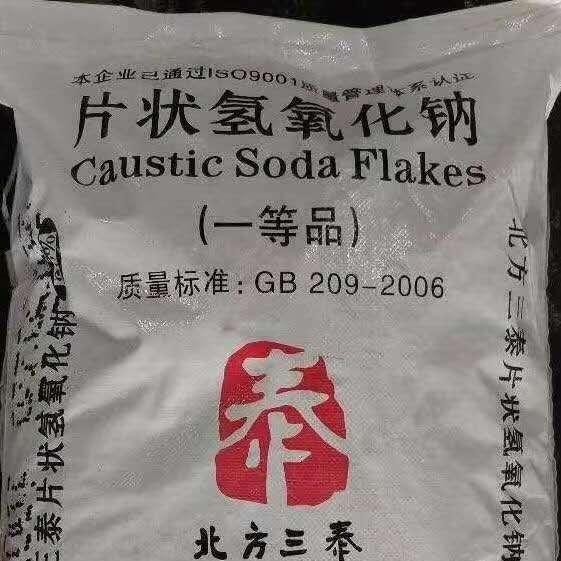 本企业已通过ISO9001质量管理体系认证
片状氢氧化钠
Caustic Soda Flakes
(一等品)
质量标准:GB 209-2006
泰
北方三泰
北方三泰片状氢氧化钠
三泰片状氢氧化钠